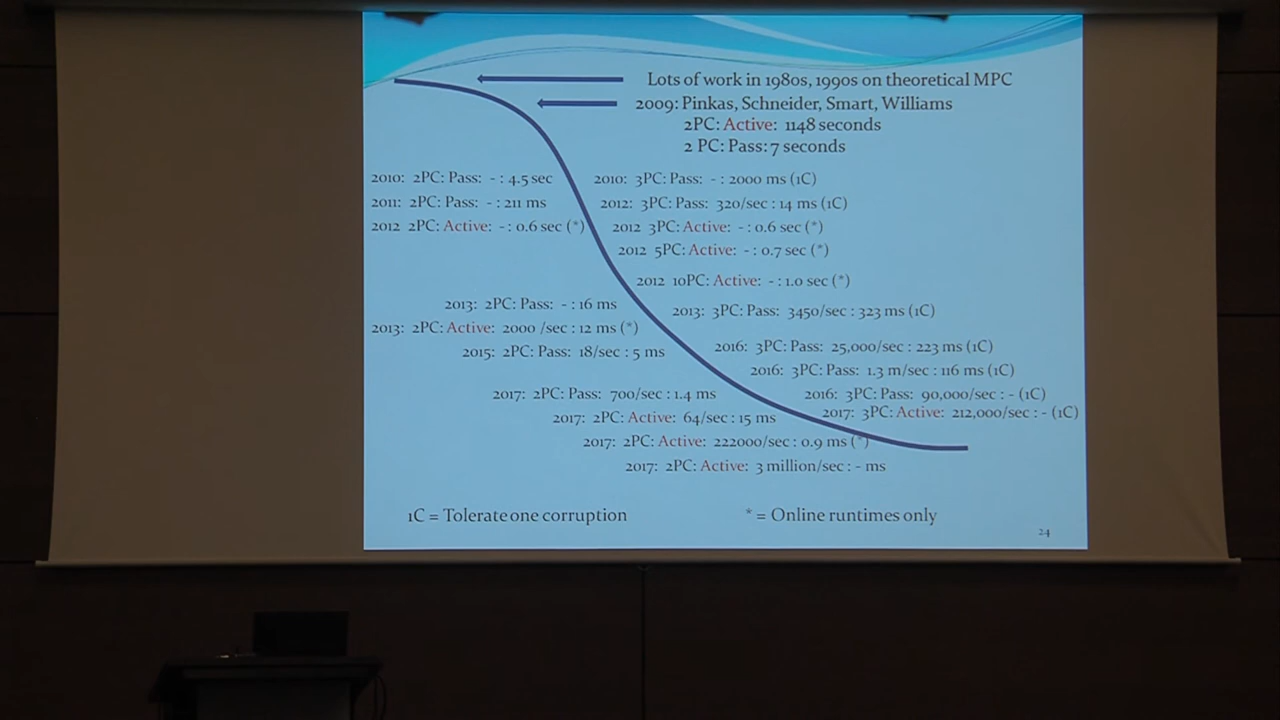 Lots of work in 1980s, 1990s on theoretical MPC
2009: Pinkas, Schneider, Smart, Williams
2PC: Active: 1148 seconds
2 PC: Pass: 7 seconds
2010: 2PC: Pass: - : 4.5 sec
2010: 3PC: Pass: - : 2000 ms (1C)
2011: 2PC: Pass: - : 211 ms
2012: 3PC: Pass: 320/sec : 14 ms (1C)
2012 2PC: Active: - : 0.6 sec (*)
2012 3PC: Active: - : 0.6 sec (*)
2012 5PC: Active: - : 0.7 sec (*)
2012 10PC: Active: - : 1.0 sec (*)
2013: 2PC: Pass: - : 16 ms
2013: 3PC: Pass: 3450/sec : 323 ms (1C)
2013: 2PC: Active: 2000 /sec : 12 ms (*)
2015: 2PC: Pass: 18/sec : 5 ms
2016: 3PC: Pass: 25,000/sec : 223 ms (1C)
2016: 3PC: Pass: 1.3 m/sec : 116 ms (1C)
2017: 2PC: Pass: 700/sec : 1.4 ms
2016: 3PC: Pass: 90,000/sec : - (1C)
2017: 2PC: Active: 64/sec : 15 ms
2017: 3PC: Active: 212,000/sec : - (1C)
2017: 2PC: Active: 222000/sec : 0.9 ms (*)
2017: 2PC: Active: 3 million/sec : - ms
1C = Tolerate one corruption
* = Online runtimes only
24